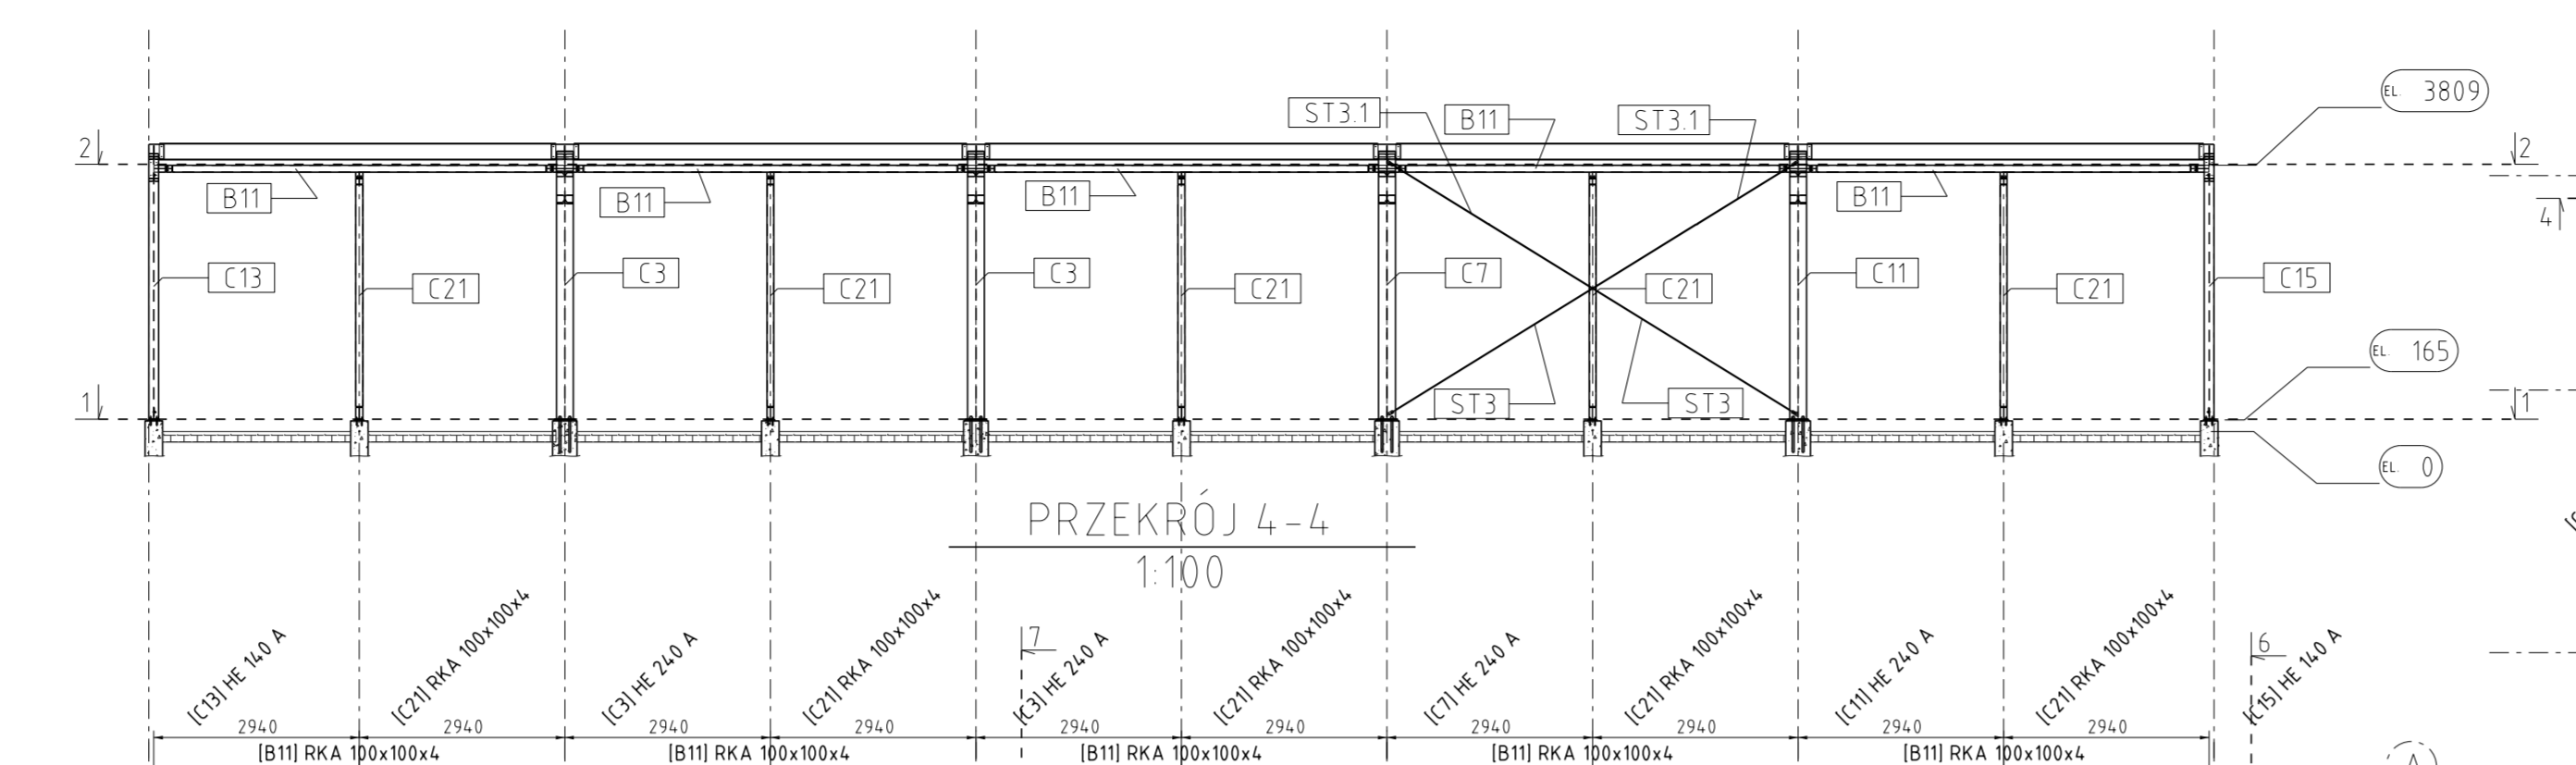 EL. 3809
ST3.1
B11
ST3.1
2
2
B11
B11
B11
B11
4
C13
C21
C3
C21
C3
C21
C7
C21
C11
C21
C15
EL. 165
1
ST3
ST3
1
EL. 0
PRZEKRÓJ 4-4
1:100
7
6
[C13] HE 140 A
[C21] RKA 100x100x4
[C3] HE 240 A
[C21] RKA 100x100x4
[C3] HE 240 A
[C21] RKA 100x100x4
[C7] HE 240 A
[C21] RKA 100x100x4
[C11] HE 240 A
[C21] RKA 100x100x4
[C15] HE 140 A
2940 2940 2940 2940 2940 2940 2940 2940 2940 2940
[B11] RKA 100x100x4 [B11] RKA 100x100x4 [B11] RKA 100x100x4 [B11] RKA 100x100x4 [B11] RKA 100x100x4